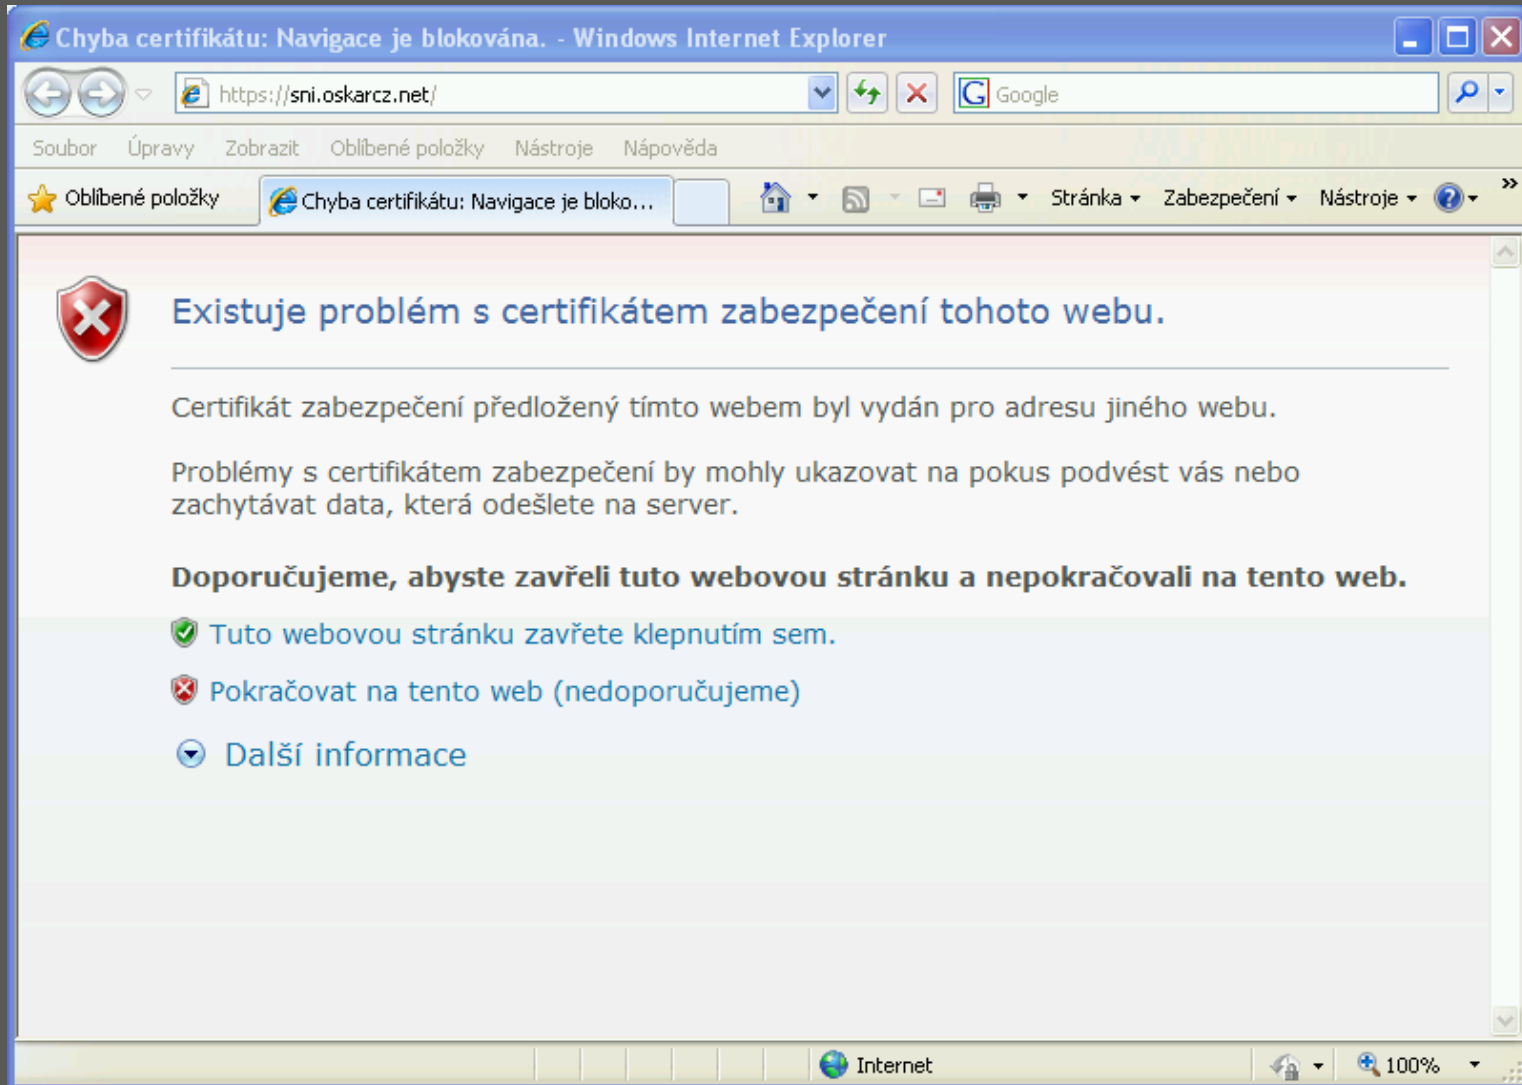 Chyba certifikátu: Navigace je blokována. - Windows Internet Explorer
https://sni.oskarcz.net/
Google
Soubor Úpravy Zobrazit Oblíbené položky Nástroje Nápověda
Oblíbené položky Chyba certifikátu: Navigace je bloko... Stránka Zabezpečení Nástroje »
Existuje problém s certifikátem zabezpečení tohoto webu.
Certifikát zabezpečení předložený tímto webem byl vydán pro adresu jiného webu.
Problémy s certifikátem zabezpečení by mohly ukazovat na pokus podvést vás nebo
zachytávat data, která odešlete na server.
Doporučujeme, abyste zavřeli tuto webovou stránku a nepokračovali na tento web.
Tuto webovou stránku zavřete klepnutím sem.
Pokračovat na tento web (nedoporučujeme)
Další informace
Internet 100%